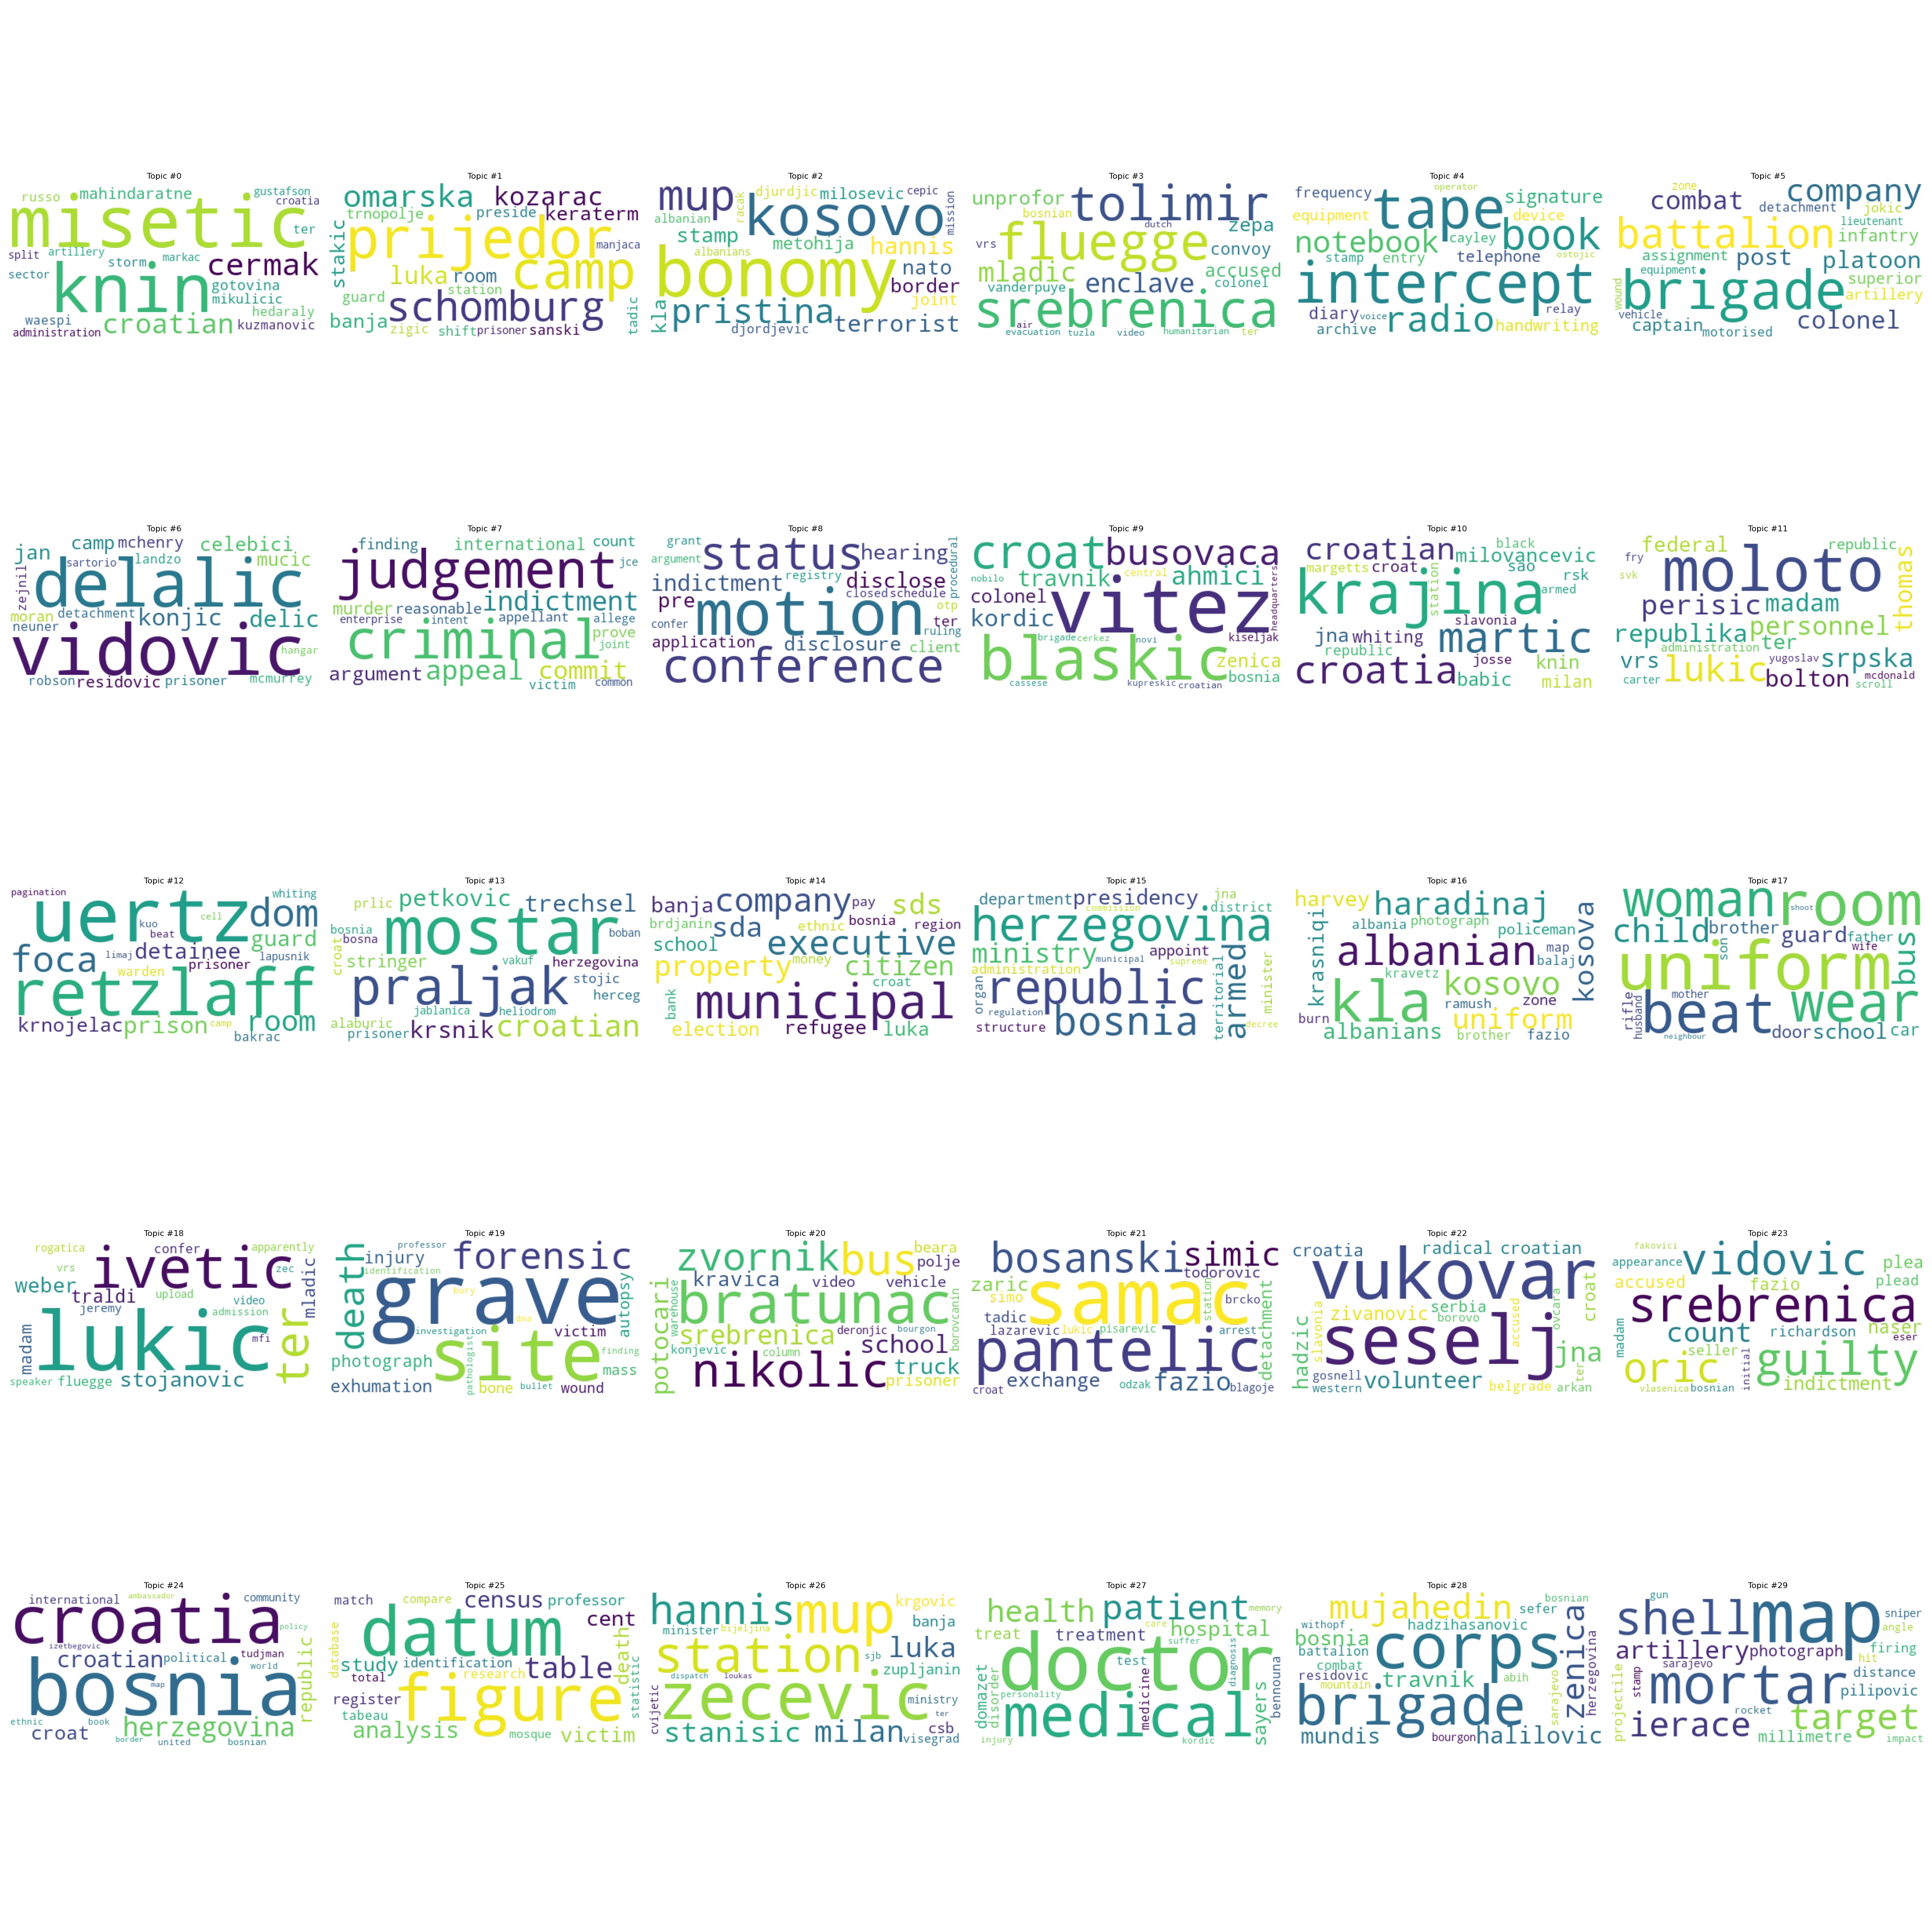 Topic #0
russo mahindaratne gustafson croatia
misetic
ter
split artillery markac
sector storm cermak
knin gotovina
mikulicic
waespi hedaraly
administration croatian kuzmanovic
Topic #1
omarska kozarac
trnopolje preside keraterm
stakic prijedor manjaca
luka room camp
guard station
schomburg
banja zigic shift prisoner sanski tadic
Topic #2
mup djurdjic milosevic cepic
albanian racak kosovo mission
stamp metohija hannis
albanians
bonomy nato
border
kla pristina joint
djordjevic terrorist
Topic #3
unprofor tolimir
bosnian dutch zepa
vrs fluegge convoy
mladic enclave accused
vanderpuye colonel
srebrenica
air evacuation tuzla video humanitarian ter
Topic #4
frequency operator signature
equipment tape device
notebook cayley book
stamp entry telephone ostojic
intercept
diary voice radio relay
archive handwriting
Topic #5
zone company
combat detachment jokic
battalion lieutenant
infantry
assignment post platoon
equipment superior
wound brigade artillery
vehicle
captain motorised colonel
Topic #6
jan camp mchenry celebici
sartorio landzo mucic
zejnil delalic
moran detachment konjic delic
neuner
vidovic hangar
robson residovic prisoner mcmurrey
Topic #7
finding international count
judgement jce
murder reasonable indictment
enterprise intent appellant allege
criminal prove
joint
argument appeal commit
victim common
Topic #8
grant status hearing procedural
argument
indictment registry disclose
pre closed schedule
motion otp
confer ter
application disclosure ruling
client
conference
Topic #9
croat busovaca
nobilo travnik central ahmici headquarters
colonel
kordic vitez
brigade cerkez novi kiseljak
blaskic zenica
bosnia
cassese kupreskic croatian
Topic #10
croatian black
milovancevic
margetts croat station sao
krajina rsk
armed
slavonia
jna whiting martic
republic
josse knin
croatia babic milan
Topic #11
federal republic
fry moloto thomas
svk
perisic madam
republika personnel
ter
administration
vrs yugoslav srpska
carter lukic bolton mcdonald
scroll
Topic #12
pagination whiting
uertz dom
kuo cell
foca beat guard
limaj detainee lapusnik
warden prisoner
retzlaff
krnojelac prison camp room
bakrac
Topic #13
prlic petkovic trechsel
bosnia mostar boban
bosna
croat stringer vakuf herzegovina
praljak stojic
herceg
jablanica heliodrom
alaburic
prisoner krsnik croatian
Topic #14
banja company pay sds
brdjanin sda ethnic bosnia region
school executive
property money citizen
croat
bank municipal
election refugee luka
Topic #15
department presidency jna
commission district
herzegovina
ministry municipal appoint armed
administration supreme
organ republic territorial minister
regulation
structure bosnia decree
Topic #16
harvey haradinaj
albania photograph policeman
krasniqi albanian map
balaj kosova
kravetz kosovo
kla ramush zone
burn uniform
albanians brother fazio
Topic #17
woman shoot room
child brother guard father bus
son wife
uniform
rifle mother
husband beat wear
neighbour door school car
Topic #18
rogatica confer apparently
vrs ivetic zec
weber traldi upload mladic
jeremy video
madam lukic admission ter
mfi
speaker fluegge stojanovic
Topic #19
death professor
injury forensic
identification
grave autopsy
bury
dna
investigation victim
photograph site finding
mass
exhumation pathologist bone bullet wound
Topic #20
zvornik bus beara
polje
kravica video vehicle
potocari warehouse bratunac borovcanin
srebrenica deronjic bourgon
konjevic column school
nikolic truck
prisoner
Topic #21
bosanski simic
zaric todorovic
simo samac station brcko detachment
tadic
lazarevic lukic pisarevic arrest
pantelic
croat exchange odzak fazio blagoje
Topic #22
croatia radical croatian
vukovar croat
slavonia zivanovic serbia ovcara
borovo accused
hadzic seselj jna
gosnell ter
western volunteer belgrade arkan
Topic #23
fakovici
appearance vidovic plea
accused fazio plead
srebrenica
madam count richardson naser
seller eser
oric initial guilty
vlasenica bosnian indictment
Topic #24
international ambassador community
croatia policy
izetbegovic
croatian political tudjman republic
world
bosnia map
ethnic book herzegovina
croat border united bosnian
Topic #25
match compare census professor
database datum cent
study identification death
research table statistic
total
register figure
tabeau analysis mosque victim
Topic #26
hannis mup krgovic
minister bijeljina banja
station luka
sjb
dispatch loukas zupljanin
cvijetic zecevic ministry
ter
stanisic milan csb
visegrad
Topic #27
health patient memory
treat treatment care hospital
suffer
doctor test diagnosis
domazet disorder personality medicine bennouna
medical sayers
injury kordic
Topic #28
mujahedin bosnian
withopf sefer
bosnia hadzihasanovic zenica
battalion corps
combat
residovic travnik abih
mountain sarajevo herzegovina
brigade
mundis bourgon halilovic
Topic #29
gun sniper
shell map angle
artillery photograph firing
hit
sarajevo distance
stamp mortar pilipovic
projectile rocket
ierace target
millimetre impact